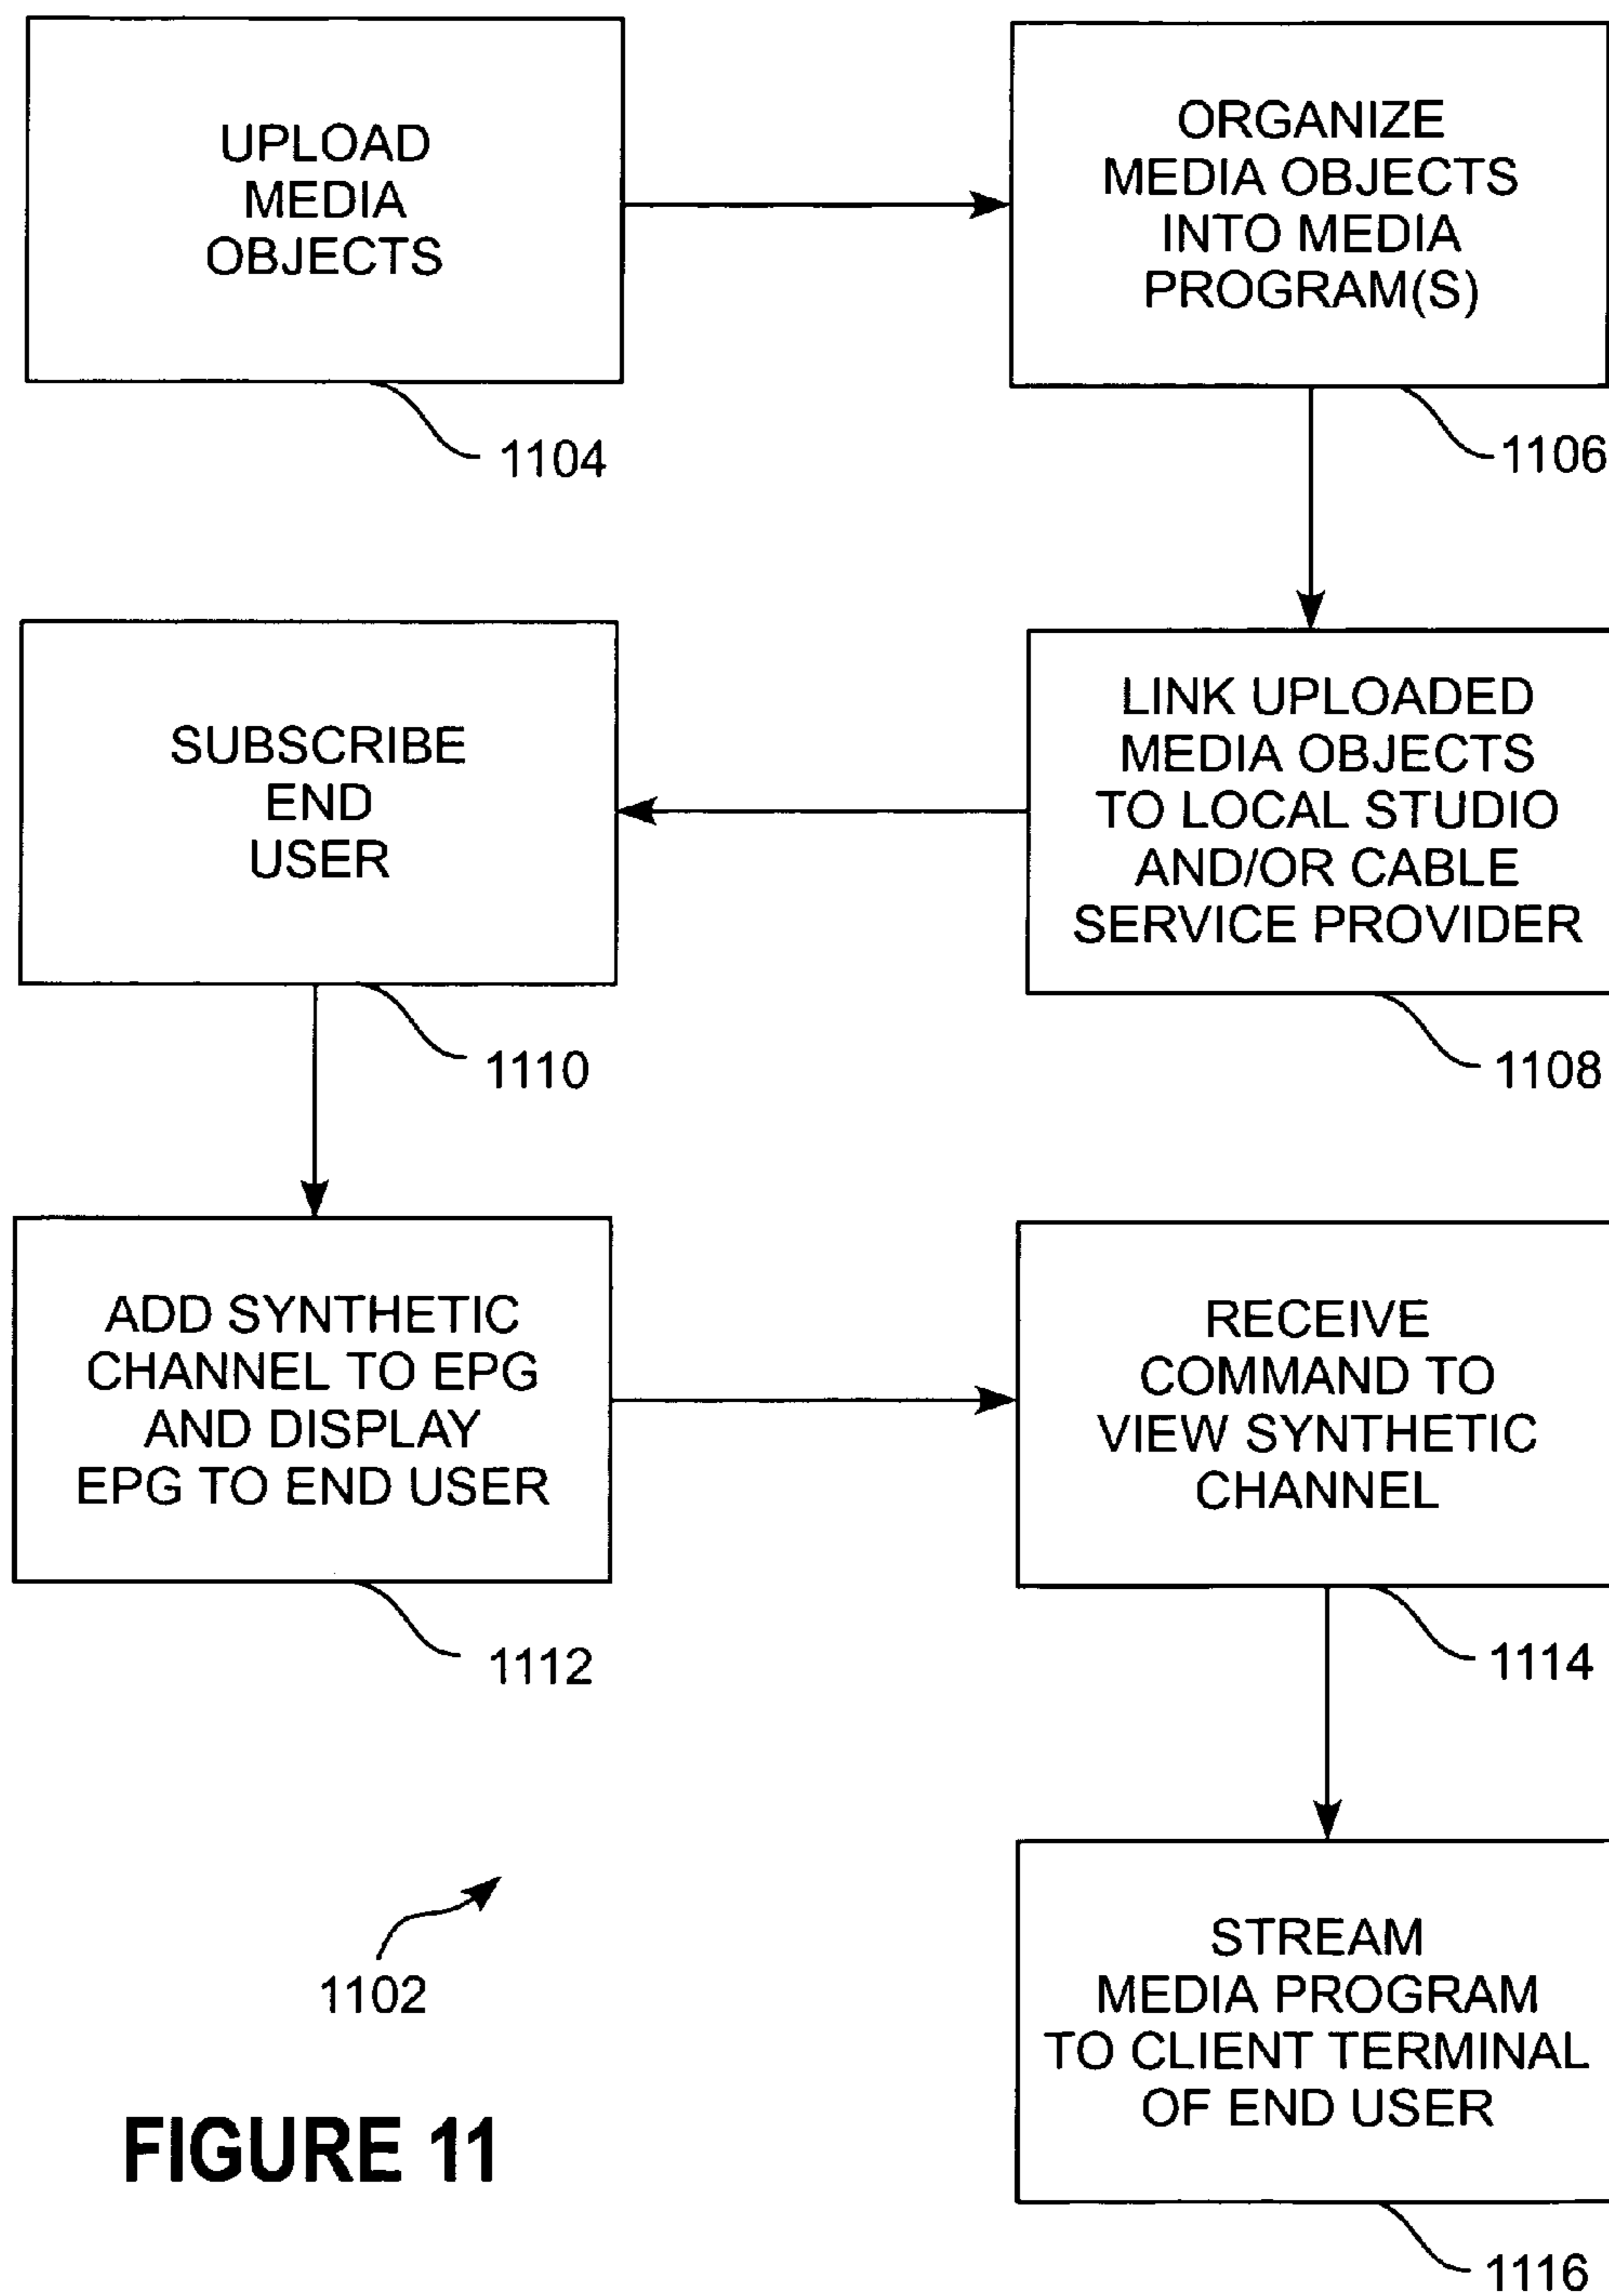 UPLOAD
MEDIA
OBJECTS
1104
ORGANIZE
MEDIA OBJECTS
INTO MEDIA
PROGRAM(S)
1106
LINK UPLOADED
MEDIA OBJECTS
TO LOCAL STUDIO
AND/OR CABLE
SERVICE PROVIDER
1108
SUBSCRIBE
END
USER
1110
ADD SYNTHETIC
CHANNEL TO EPG
AND DISPLAY
EPG TO END USER
1112
RECEIVE
COMMAND TO
VIEW SYNTHETIC
CHANNEL
1114
STREAM
MEDIA PROGRAM
TO CLIENT TERMINAL
OF END USER
1116
1102
FIGURE 11